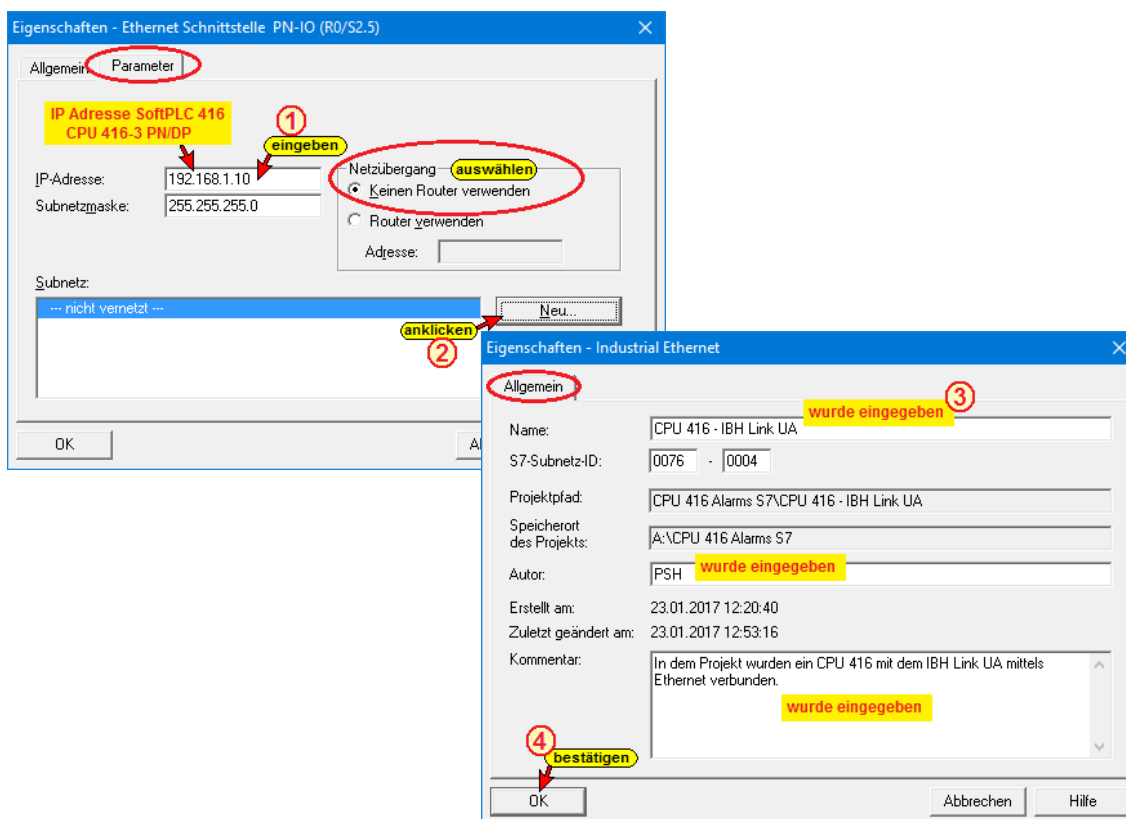 Eigenschaften - Ethernet Schnittstelle PN-IO (R0/S2.5)
Allgemein
Parameter
IP Adresse SoftPLC 416
CPU 416-3 PN/DP
1
eingeben
IP-Adresse:
192.168.1.10
Subnetzmaske:
255.255.255.0
Netzübergang
auswählen
Keinen Router verwenden
Router verwenden
Adresse:
Subnetz:
--- nicht vernetzt ---
Neu...
anklicken
2
OK
Eigenschaften - Industrial Ethernet
Allgemein
3
wurde eingegeben
Name:
CPU 416 - IBH Link UA
S7-Subnetz-ID:
0076 - 0004
Projektpfad:
CPU 416 Alarms S7\CPU 416 - IBH Link UA
Speicherort
des Projekts:
A:\CPU 416 Alarms S7
Autor:
PSH
wurde eingegeben
Erstellt am:
23.01.2017 12:20:40
Zuletzt geändert am:
23.01.2017 12:53:16
Kommentar:
In dem Projekt wurden ein CPU 416 mit dem IBH Link UA mittels
Ethernet verbunden.
wurde eingegeben
4
bestätigen
OK
Abbrechen
Hilfe